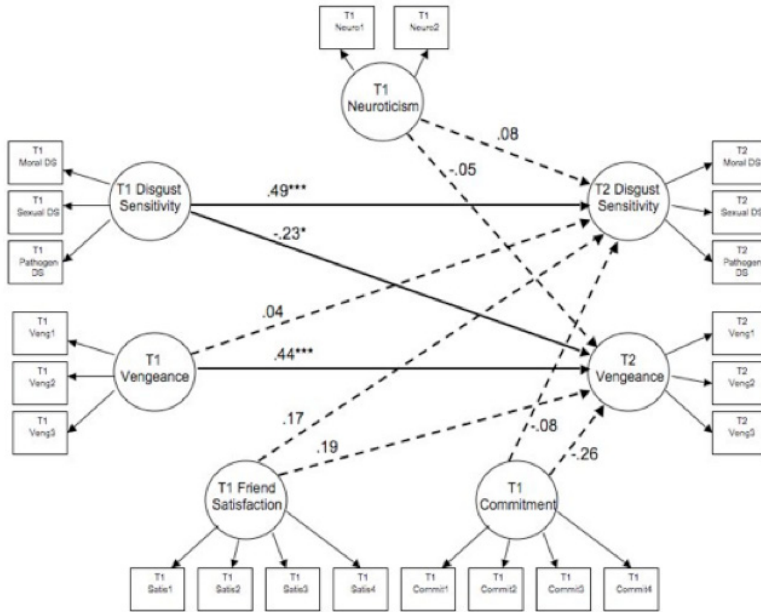 T1
Neuro1
T1
Neuro2
T1
Neuroticism
.08
-.05
T1
Moral DS
T1
Sexual DS
T1
Pathogen
DS
T1 Disgust
Sensitivity
.49***
-.23*
T2 Disgust
Sensitivity
T2
Moral DS
T2
Sexual DS
T2
Pathogen
DS
T1
Veng1
T1
Veng2
T1
Veng3
T1
Vengeance
.04
.44***
T2
Vengeance
T2
Veng1
T2
Veng2
T2
Veng3
.17
.19
-.08
-.26
T1 Friend
Satisfaction
T1
Commitment
T1
Satis1
T1
Satis2
T1
Satis3
T1
Satis4
T1
Commit1
T1
Commit2
T1
Commit3
T1
Commit4